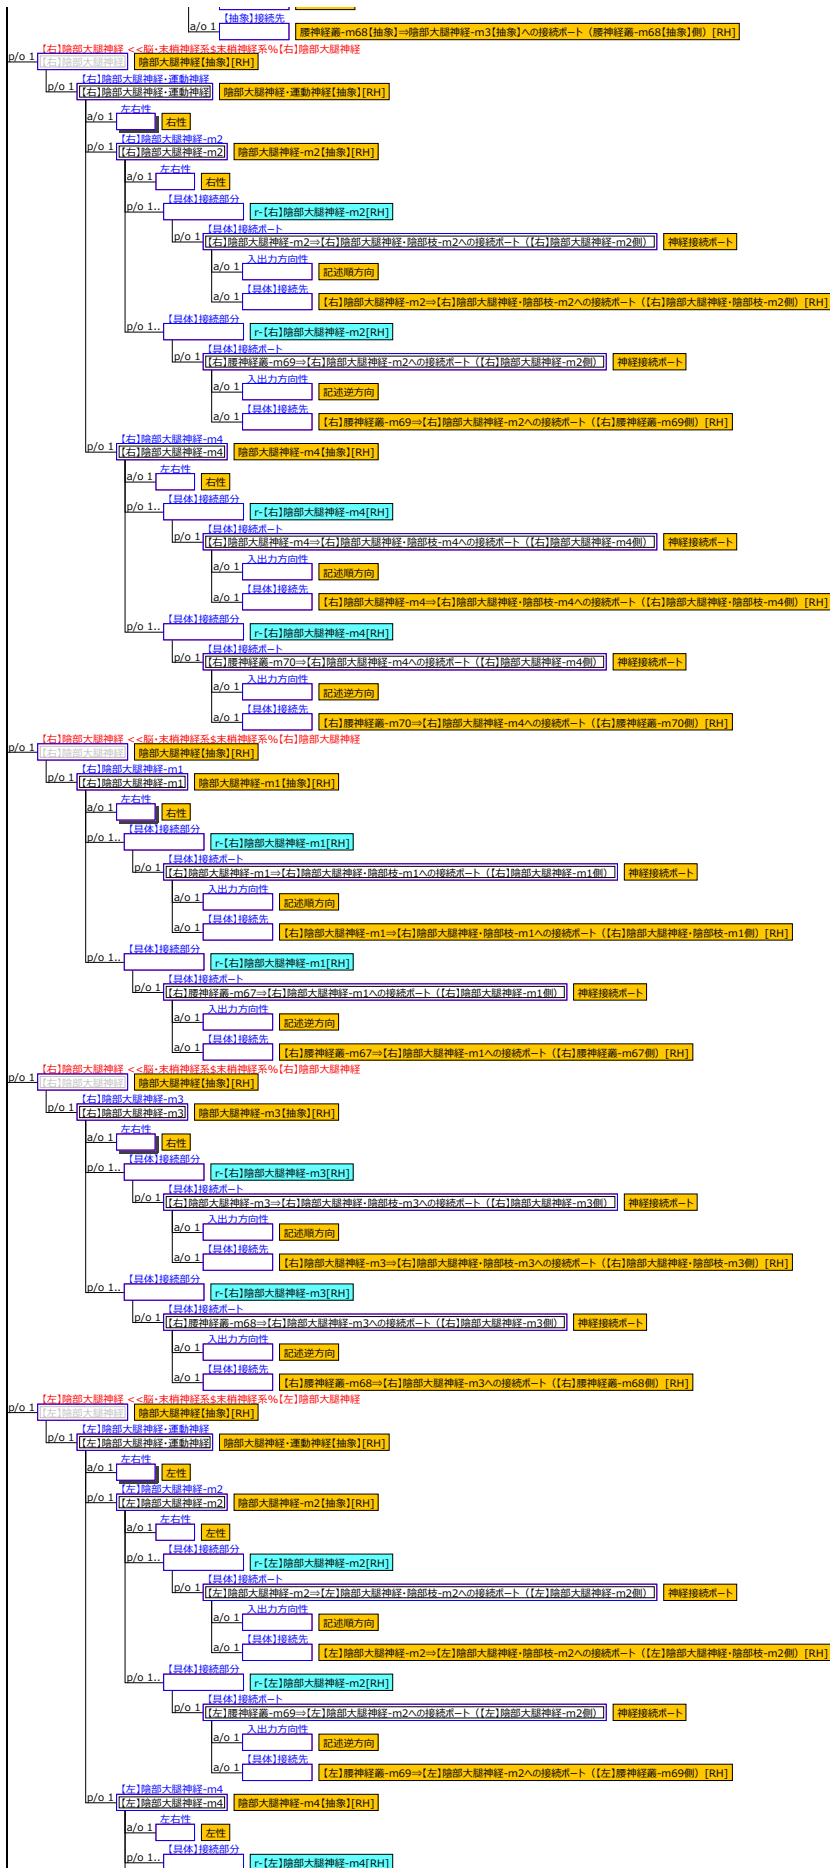 【抽象】接続先
a/o 1 腰神経叢-m68【抽象】⇒陰部大腿神経-m3【抽象】への接続ポート（腰神経叢-m68【抽象】側）[RH]
【右】陰部大腿神経 <<脳・末梢神経系$末梢神経系%【右】陰部大腿神経
p/o 1 【右】陰部大腿神経 陰部大腿神経【抽象】[RH]
【右】陰部大腿神経・運動神経
p/o 1 【右】陰部大腿神経・運動神経 陰部大腿神経・運動神経【抽象】[RH]
左右性
a/o 1 右性
【右】陰部大腿神経-m2
p/o 1 【右】陰部大腿神経-m2 陰部大腿神経-m2【抽象】[RH]
左右性
a/o 1 右性
【具体】接続部分
p/o 1.. r-【右】陰部大腿神経-m2[RH]
【具体】接続ポート
p/o 1 【右】陰部大腿神経-m2⇒【右】陰部大腿神経・陰部枝-m2への接続ポート（【右】陰部大腿神経-m2側） 神経接続ポート
入出力方向性
a/o 1 記述順方向
【具体】接続先
a/o 1 【右】陰部大腿神経-m2⇒【右】陰部大腿神経・陰部枝-m2への接続ポート（【右】陰部大腿神経・陰部枝-m2側）[RH]
【具体】接続部分
p/o 1.. r-【右】陰部大腿神経-m2[RH]
【具体】接続ポート
p/o 1 【右】腰神経叢-m69⇒【右】陰部大腿神経-m2への接続ポート（【右】陰部大腿神経-m2側） 神経接続ポート
入出力方向性
a/o 1 記述逆方向
【具体】接続先
a/o 1 【右】腰神経叢-m69⇒【右】陰部大腿神経-m2への接続ポート（【右】腰神経叢-m69側）[RH]
【右】陰部大腿神経-m4
p/o 1 【右】陰部大腿神経-m4 陰部大腿神経-m4【抽象】[RH]
左右性
a/o 1 右性
【具体】接続部分
p/o 1.. r-【右】陰部大腿神経-m4[RH]
【具体】接続ポート
p/o 1 【右】陰部大腿神経-m4⇒【右】陰部大腿神経・陰部枝-m4への接続ポート（【右】陰部大腿神経-m4側） 神経接続ポート
入出力方向性
a/o 1 記述順方向
【具体】接続先
a/o 1 【右】陰部大腿神経-m4⇒【右】陰部大腿神経・陰部枝-m4への接続ポート（【右】陰部大腿神経・陰部枝-m4側）[RH]
【具体】接続部分
p/o 1.. r-【右】陰部大腿神経-m4[RH]
【具体】接続ポート
p/o 1 【右】腰神経叢-m70⇒【右】陰部大腿神経-m4への接続ポート（【右】陰部大腿神経-m4側） 神経接続ポート
入出力方向性
a/o 1 記述逆方向
【具体】接続先
a/o 1 【右】腰神経叢-m70⇒【右】陰部大腿神経-m4への接続ポート（【右】腰神経叢-m70側）[RH]
【右】陰部大腿神経 <<脳・末梢神経系$末梢神経系%【右】陰部大腿神経
p/o 1 【右】陰部大腿神経 陰部大腿神経【抽象】[RH]
【右】陰部大腿神経-m1
p/o 1 【右】陰部大腿神経-m1 陰部大腿神経-m1【抽象】[RH]
左右性
a/o 1 右性
【具体】接続部分
p/o 1.. r-【右】陰部大腿神経-m1[RH]
【具体】接続ポート
p/o 1 【右】陰部大腿神経-m1⇒【右】陰部大腿神経・陰部枝-m1への接続ポート（【右】陰部大腿神経-m1側） 神経接続ポート
入出力方向性
a/o 1 記述順方向
【具体】接続先
a/o 1 【右】陰部大腿神経-m1⇒【右】陰部大腿神経・陰部枝-m1への接続ポート（【右】陰部大腿神経・陰部枝-m1側）[RH]
【具体】接続部分
p/o 1.. r-【右】陰部大腿神経-m1[RH]
【具体】接続ポート
p/o 1 【右】腰神経叢-m67⇒【右】陰部大腿神経-m1への接続ポート（【右】陰部大腿神経-m1側） 神経接続ポート
入出力方向性
a/o 1 記述逆方向
【具体】接続先
a/o 1 【右】腰神経叢-m67⇒【右】陰部大腿神経-m1への接続ポート（【右】腰神経叢-m67側）[RH]
【右】陰部大腿神経 <<脳・末梢神経系$末梢神経系%【右】陰部大腿神経
p/o 1 【右】陰部大腿神経 陰部大腿神経【抽象】[RH]
【右】陰部大腿神経-m3
p/o 1 【右】陰部大腿神経-m3 陰部大腿神経-m3【抽象】[RH]
左右性
a/o 1 右性
【具体】接続部分
p/o 1.. r-【右】陰部大腿神経-m3[RH]
【具体】接続ポート
p/o 1 【右】陰部大腿神経-m3⇒【右】陰部大腿神経・陰部枝-m3への接続ポート（【右】陰部大腿神経-m3側） 神経接続ポート
入出力方向性
a/o 1 記述順方向
【具体】接続先
a/o 1 【右】陰部大腿神経-m3⇒【右】陰部大腿神経・陰部枝-m3への接続ポート（【右】陰部大腿神経・陰部枝-m3側）[RH]
【具体】接続部分
p/o 1.. r-【右】陰部大腿神経-m3[RH]
【具体】接続ポート
p/o 1 【右】腰神経叢-m68⇒【右】陰部大腿神経-m3への接続ポート（【右】陰部大腿神経-m3側） 神経接続ポート
入出力方向性
a/o 1 記述逆方向
【具体】接続先
a/o 1 【右】腰神経叢-m68⇒【右】陰部大腿神経-m3への接続ポート（【右】腰神経叢-m68側）[RH]
【左】陰部大腿神経 <<脳・末梢神経系$末梢神経系%【左】陰部大腿神経
p/o 1 【左】陰部大腿神経 陰部大腿神経【抽象】[RH]
【左】陰部大腿神経・運動神経
p/o 1 【左】陰部大腿神経・運動神経 陰部大腿神経・運動神経【抽象】[RH]
左右性
a/o 1 左性
【左】陰部大腿神経-m2
p/o 1 【左】陰部大腿神経-m2 陰部大腿神経-m2【抽象】[RH]
左右性
a/o 1 左性
【具体】接続部分
p/o 1.. r-【左】陰部大腿神経-m2[RH]
【具体】接続ポート
p/o 1 【左】陰部大腿神経-m2⇒【左】陰部大腿神経・陰部枝-m2への接続ポート（【左】陰部大腿神経-m2側） 神経接続ポート
入出力方向性
a/o 1 記述順方向
【具体】接続先
a/o 1 【左】陰部大腿神経-m2⇒【左】陰部大腿神経・陰部枝-m2への接続ポート（【左】陰部大腿神経・陰部枝-m2側）[RH]
【具体】接続部分
p/o 1.. r-【左】陰部大腿神経-m2[RH]
【具体】接続ポート
p/o 1 【左】腰神経叢-m69⇒【左】陰部大腿神経-m2への接続ポート（【左】陰部大腿神経-m2側） 神経接続ポート
入出力方向性
a/o 1 記述逆方向
【具体】接続先
a/o 1 【左】腰神経叢-m69⇒【左】陰部大腿神経-m2への接続ポート（【左】腰神経叢-m69側）[RH]
【左】陰部大腿神経-m4
p/o 1 【左】陰部大腿神経-m4 陰部大腿神経-m4【抽象】[RH]
左右性
a/o 1 左性
【具体】接続部分
p/o 1.. r-【左】陰部大腿神経-m4[RH]